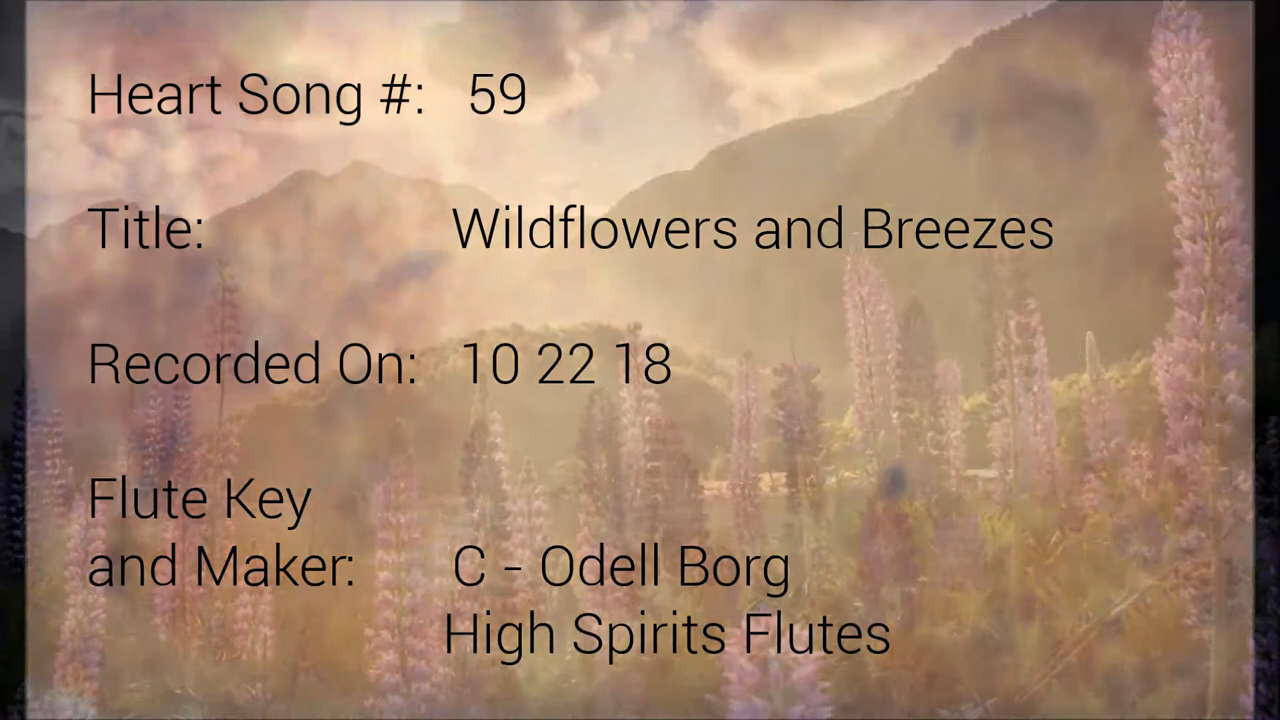 Heart Song #: 59
Title: Wildflowers and Breezes
Recorded On: 10 22 18
Flute Key
and Maker: C - Odell Borg
High Spirits Flutes